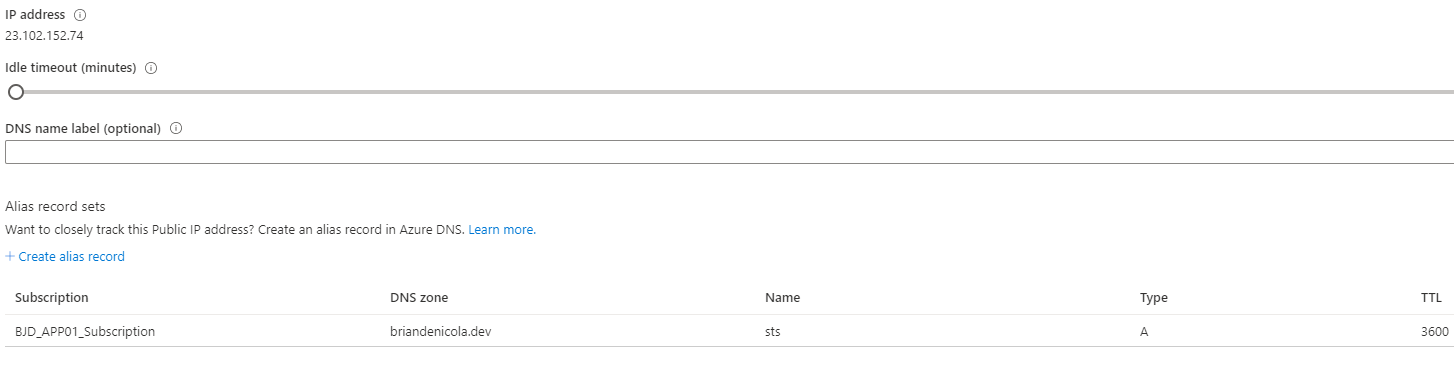 IP address
23.102.152.74
Idle timeout (minutes)
DNS name label (optional)
Alias record sets
Want to closely track this Public IP address? Create an alias record in Azure DNS. Learn more.
+ Create alias record
Subscription DNS zone Name Type TTL
BJD_APP01_Subscription briandenicola.dev sts A 3600